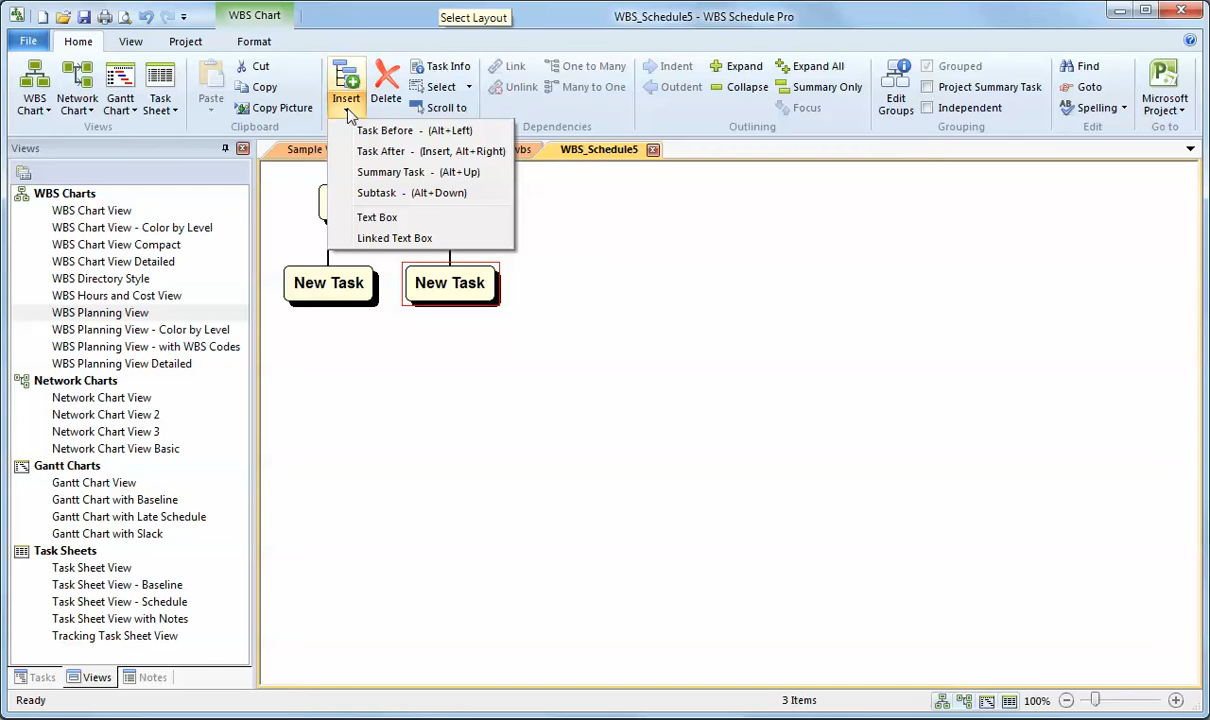 WBS Chart
Select Layout
WBS_Schedule5 - WBS Schedule Pro
File
Home
View
Project
Format
WBS Chart
Network Chart
Gantt Chart
Task Sheet
Views
Paste
Cut
Copy
Copy Picture
Clipboard
Insert
Delete
Task Info
Select
Scroll to
Link
Unlink
One to Many
Many to One
Dependencies
Indent
Outdent
Expand
Collapse
Expand All
Summary Only
Focus
Outlining
Edit Groups
Grouped
Project Summary Task
Independent
Grouping
Find
Goto
Spelling
Edit
Microsoft Project
Go to
Task Before - (Alt+Left)
Task After - (Insert, Alt+Right)
Summary Task - (Alt+Up)
Subtask - (Alt+Down)
Text Box
Linked Text Box
Views
Sample
wbs
WBS_Schedule5
WBS Charts
WBS Chart View
WBS Chart View - Color by Level
WBS Chart View Compact
WBS Chart View Detailed
WBS Directory Style
WBS Hours and Cost View
WBS Planning View
WBS Planning View - Color by Level
WBS Planning View - with WBS Codes
WBS Planning View Detailed
Network Charts
Network Chart View
Network Chart View 2
Network Chart View 3
Network Chart View Basic
Gantt Charts
Gantt Chart View
Gantt Chart with Baseline
Gantt Chart with Late Schedule
Gantt Chart with Slack
Task Sheets
Task Sheet View
Task Sheet View - Baseline
Task Sheet View - Schedule
Task Sheet View with Notes
Tracking Task Sheet View
New Task
New Task
Tasks
Views
Notes
Ready
3 Items
100%